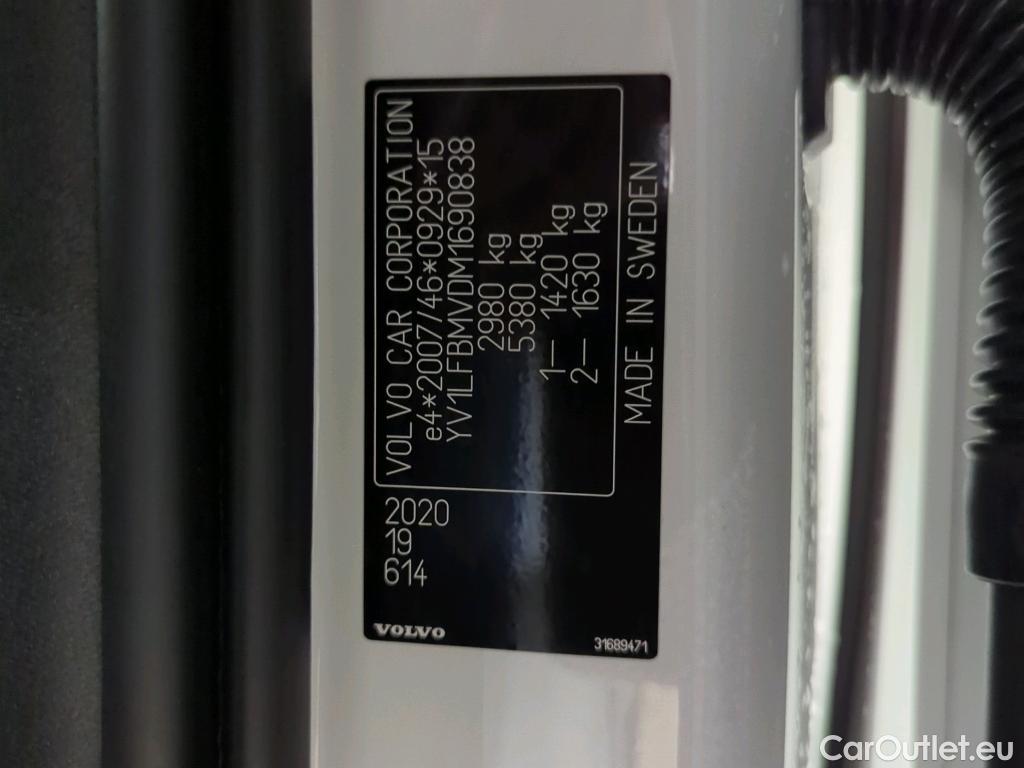 VOLVO CAR CORPORATION
e4*2007/46*0929*15
YV1LFBMVDM1690838
2980 kg
5380 kg
1— 1420 kg
2— 1630 kg
MADE IN SWEDEN
2020
19
614
VOLVO
31689471
CarOutlet.eu